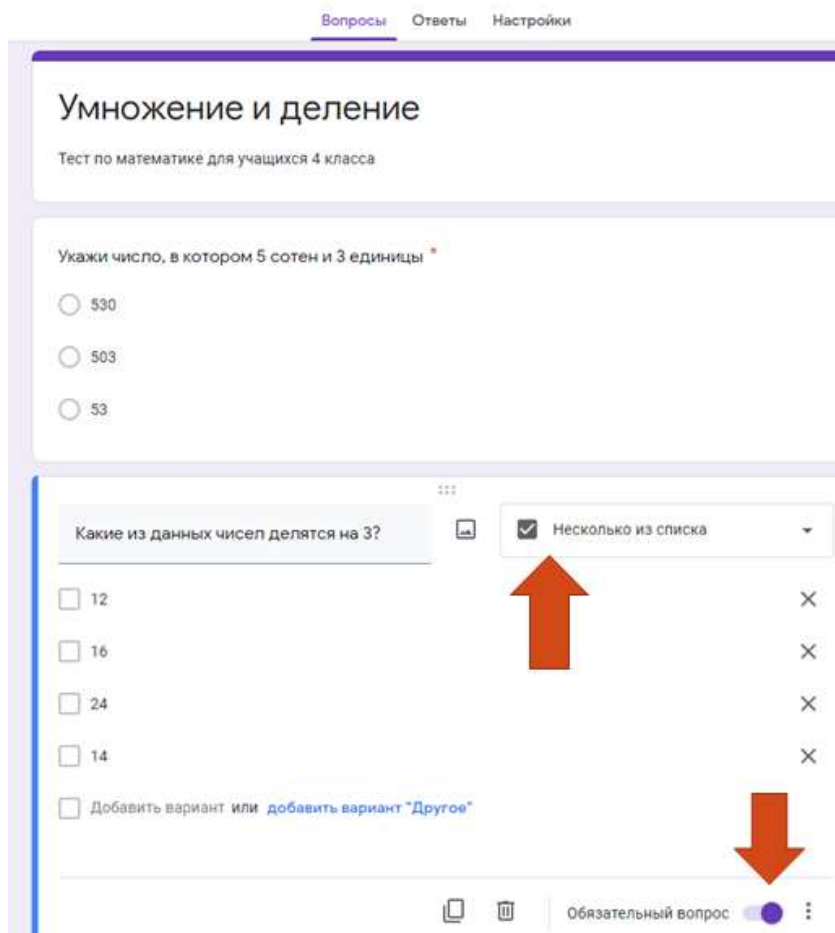 Вопросы Ответы Настройки
Умножение и деление
Тест по математике для учащихся 4 класса
Укажи число, в котором 5 сотен и 3 единицы *
530
503
53
Какие из данных чисел делятся на 3? Несколько из списка
12
16
24
14
Добавить вариант или добавить вариант "Другое"
Обязательный вопрос